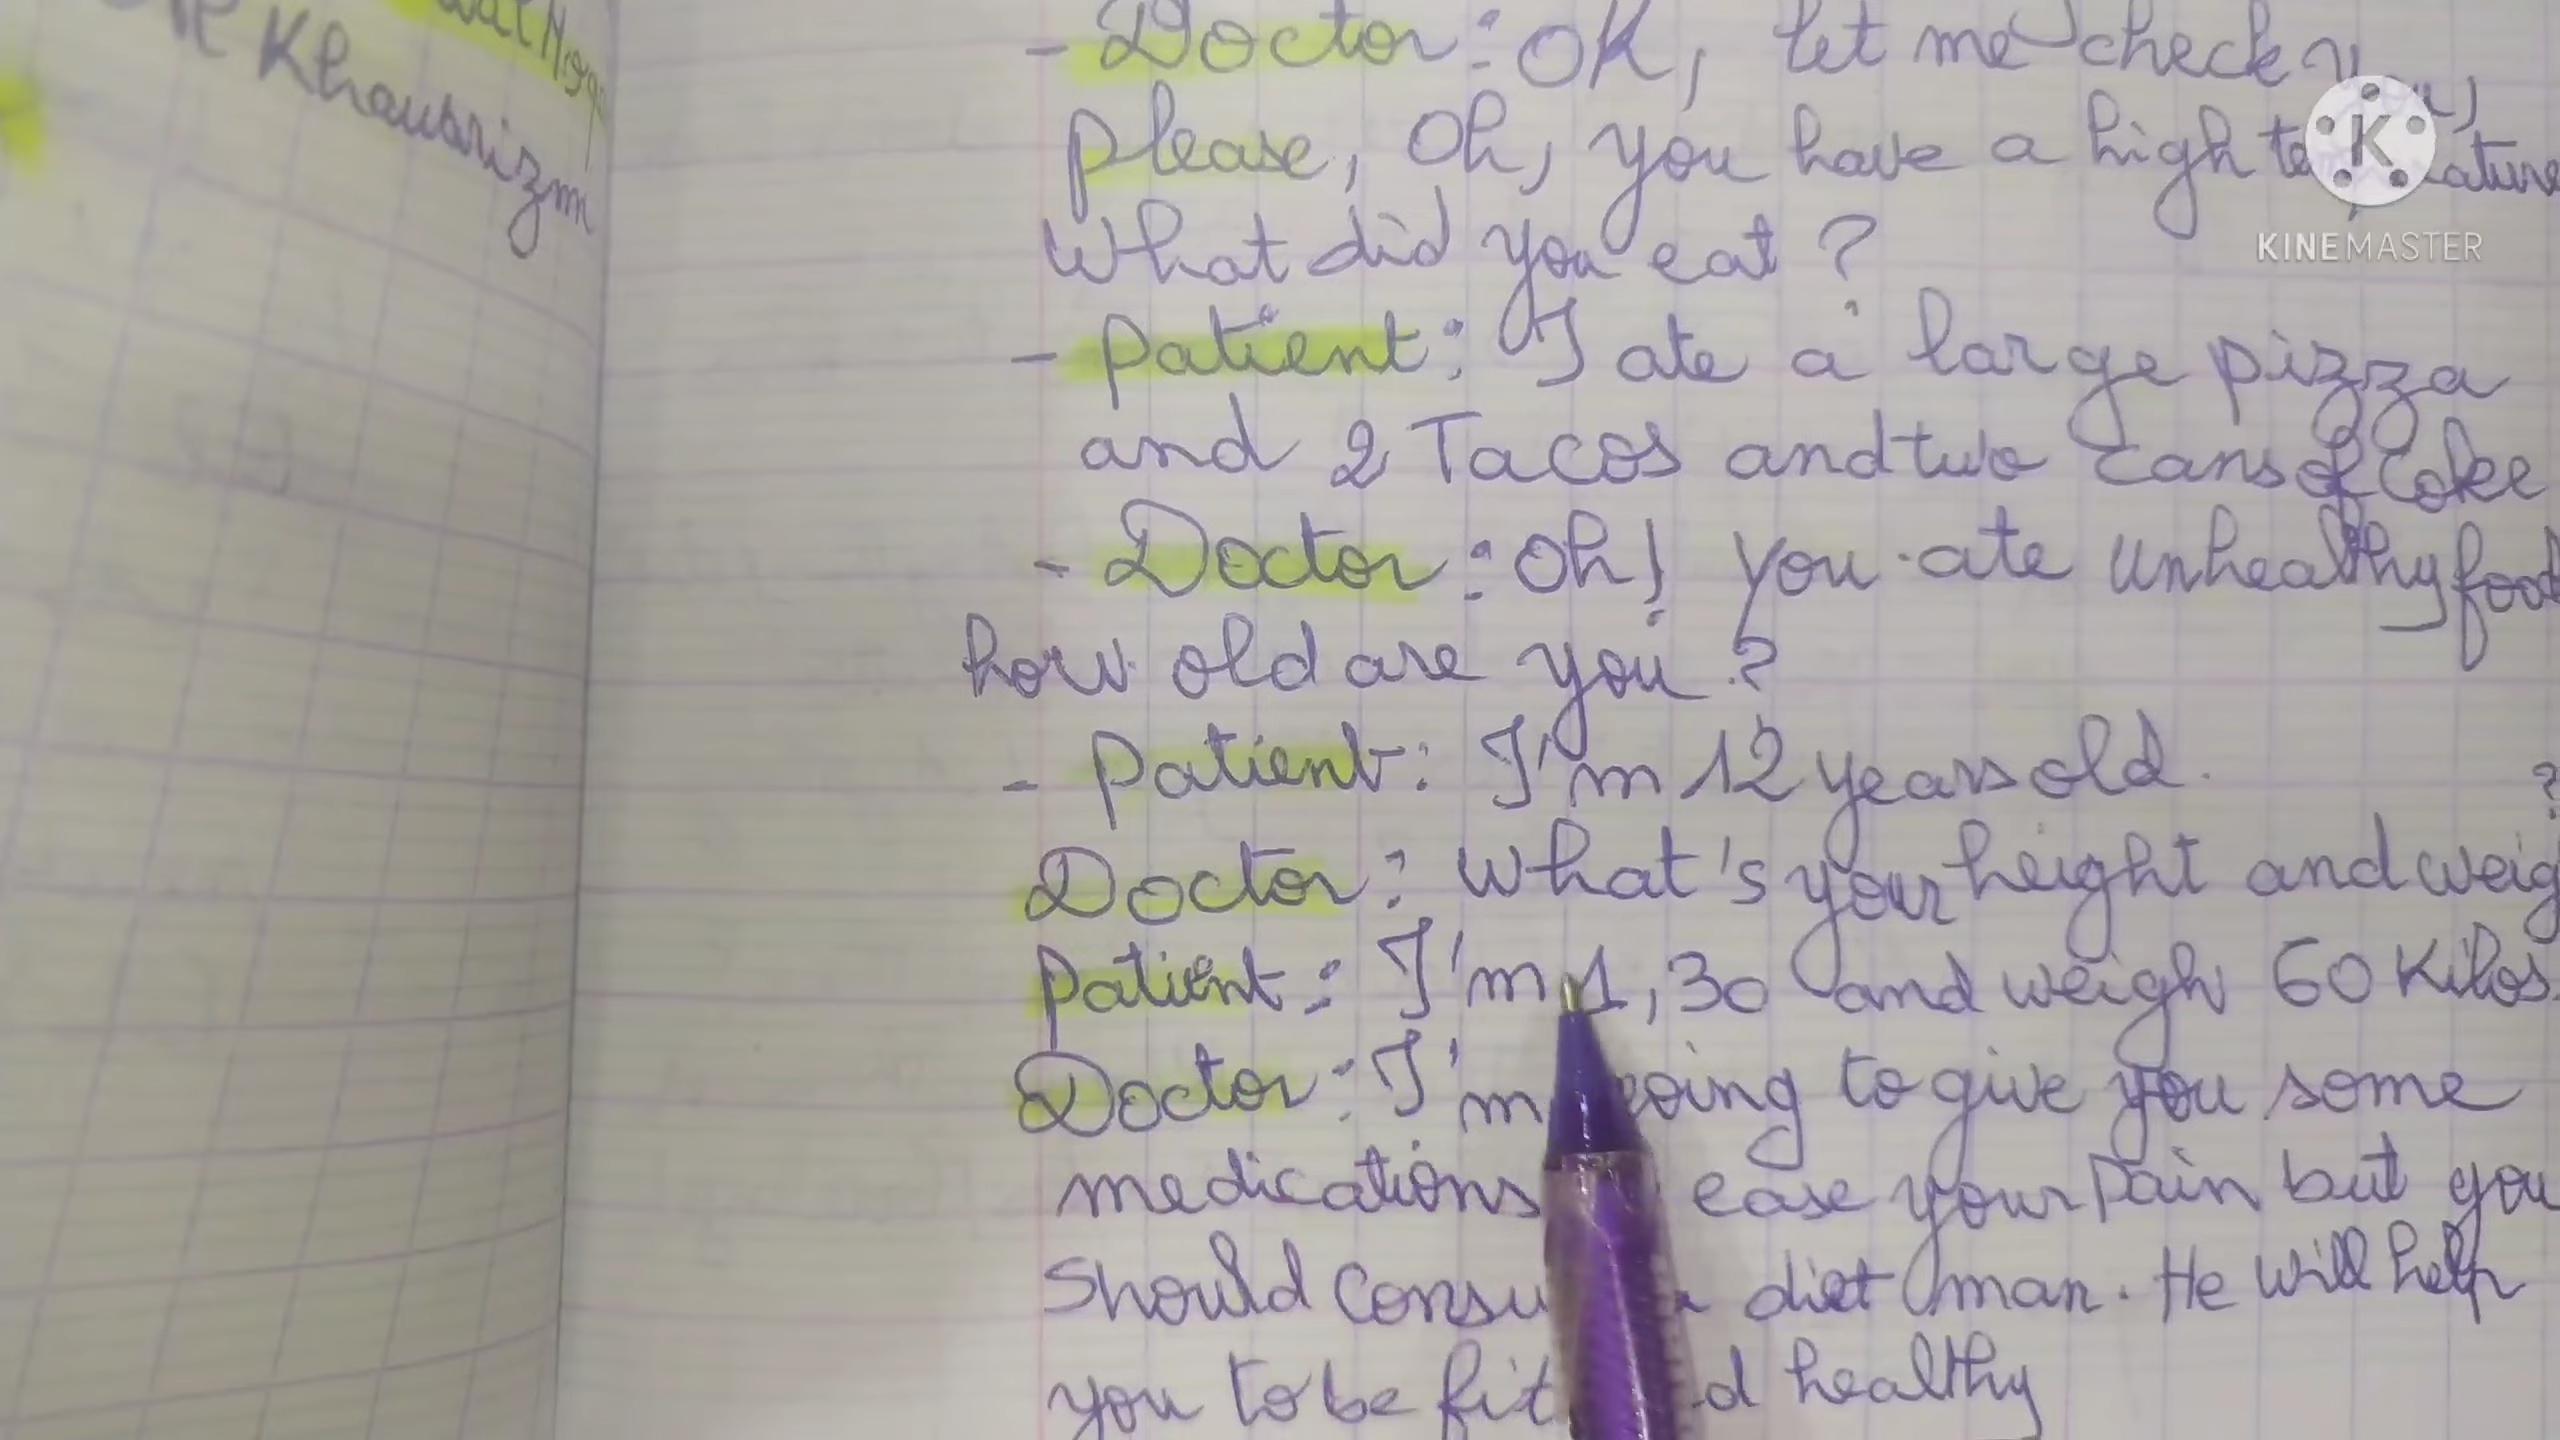 Khawarizm
- Doctor: OK, let me check you,
please, Oh, you have a high
what did you eat ?
- Patient: I ate a large pizza
and 2 Tacos and two cans of Coke
- Doctor: Oh! you ate unhealthy food
how old are you ?
- Patient: I'm 12 years old.
?
Doctor: What's your height and weig
Patient: I'm 1,30 and weigh 60 Kilos.
Doctor: I'm going to give you some
medications ease your Pain but you
Should diet man. He will help
you to be fit healthy
K
KINEMASTER